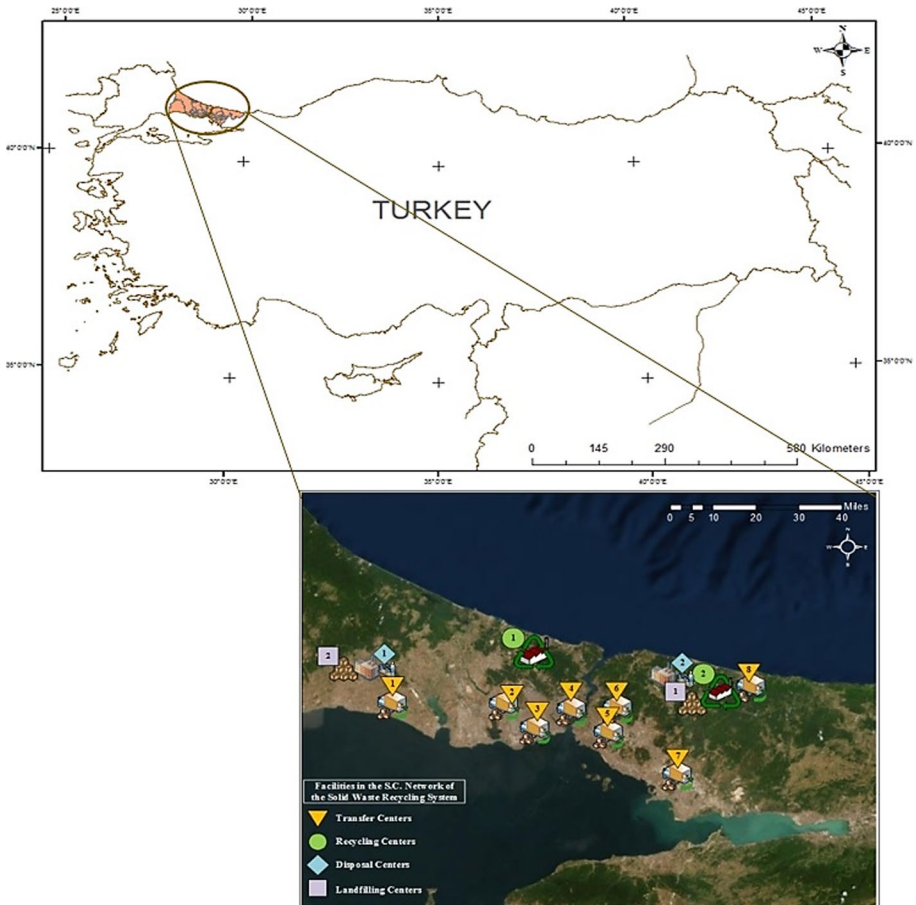 25°0'0"E 30°0'0"E 35°0'0"E 40°0'0"E 45°0'0"E
N
W E
S
40°0'0"N 40°0'0"N
TURKEY
35°0'0"N 35°0'0"N
0 145 290 580 Kilometers
30°0'0"E 35°0'0"E 40°0'0"E 45°0'0"E
Miles
0 5 10 20 30 40
N
W E
S
1
2 1
2 2 8
1 2 4 6 1
3 5
7
Facilities in the S.C. Network of
the Solid Waste Recycling System
Transfer Centers
Recycling Centers
Disposal Centers
Landfilling Centers